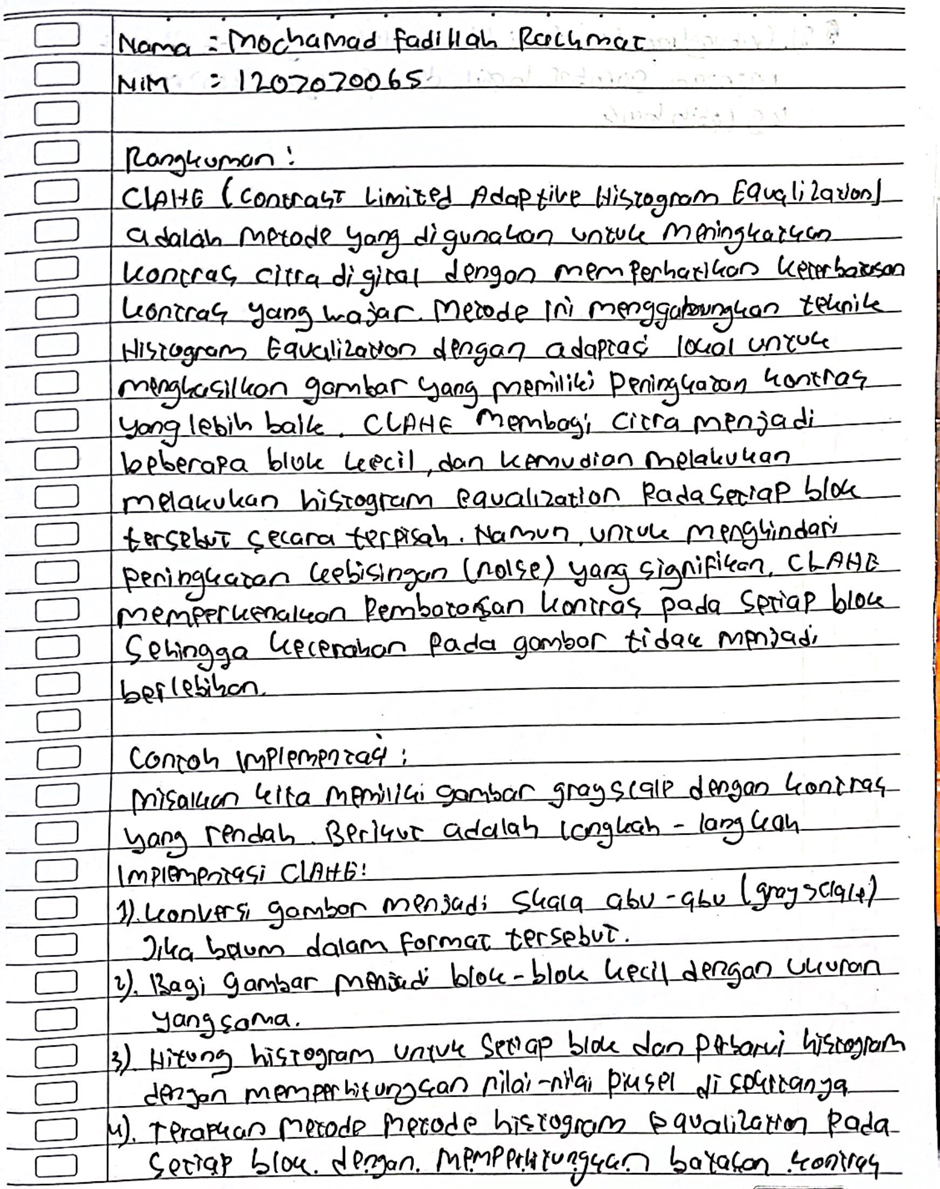 Nama : Mochamad Fadillah Rachmat
NIM : 1207070065
Rangkuman :
CLAHE (Contrast Limited Adaptive Histogram Equalization)
adalah metode yang digunakan untuk meningkatkan
kontras citra digital dengan memperhatikan keterbatasan
kontras yang wajar. Metode ini menggabungkan teknik
Histogram Equalization dengan adaptasi lokal untuk
menghasilkan gambar yang memiliki peningkatan kontras
yang lebih baik. CLAHE membagi citra menjadi
beberapa blok kecil, dan kemudian melakukan
melakukan histogram equalization pada setiap blok
tersebut secara terpisah. Namun, untuk menghindari
peningkatan kebisingan (noise) yang signifikan, CLAHE
memperkenalkan pembatasan kontras pada setiap blok
Sehingga kecerahan pada gambar tidak menjadi
berlebihan.
Contoh Implementasi :
Misalkan kita memiliki gambar grayscale dengan kontras
yang rendah. Berikut adalah langkah - langkah
Implementasi CLAHE:
1). Konversi gambar menjadi skala abu-abu (grayscale)
Jika belum dalam format tersebut.
2). Bagi gambar menjadi blok-blok kecil dengan ukuran
yang sama.
3) Hitung histogram untuk setiap blok dan perbarui histogram
dengan memperhitungkan nilai-nilai piksel di sekitarnya
4). Terapkan metode metode histogram Equalization pada
setiap blok. dengan. memperhitungkan batasan kontras